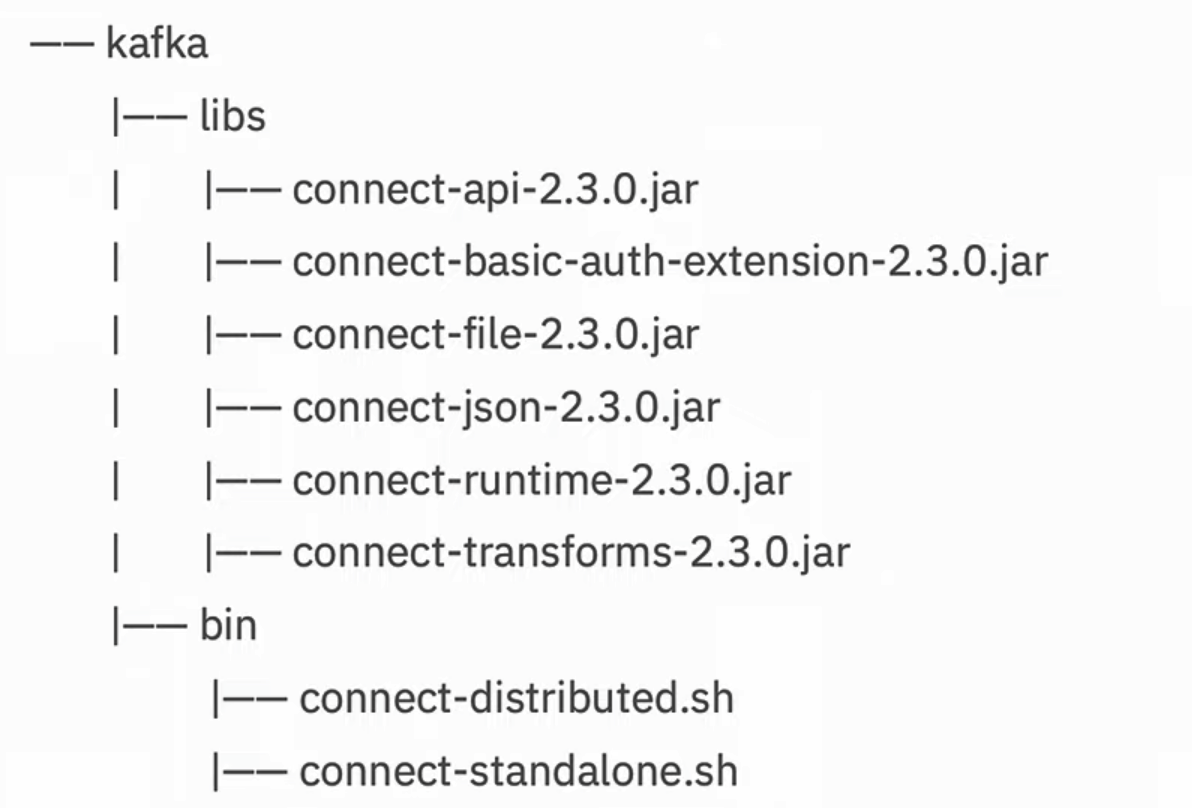 —— kafka
|—— libs
| |—— connect-api-2.3.0.jar
| |—— connect-basic-auth-extension-2.3.0.jar
| |—— connect-file-2.3.0.jar
| |—— connect-json-2.3.0.jar
| |—— connect-runtime-2.3.0.jar
| |—— connect-transforms-2.3.0.jar
|—— bin
|—— connect-distributed.sh
|—— connect-standalone.sh